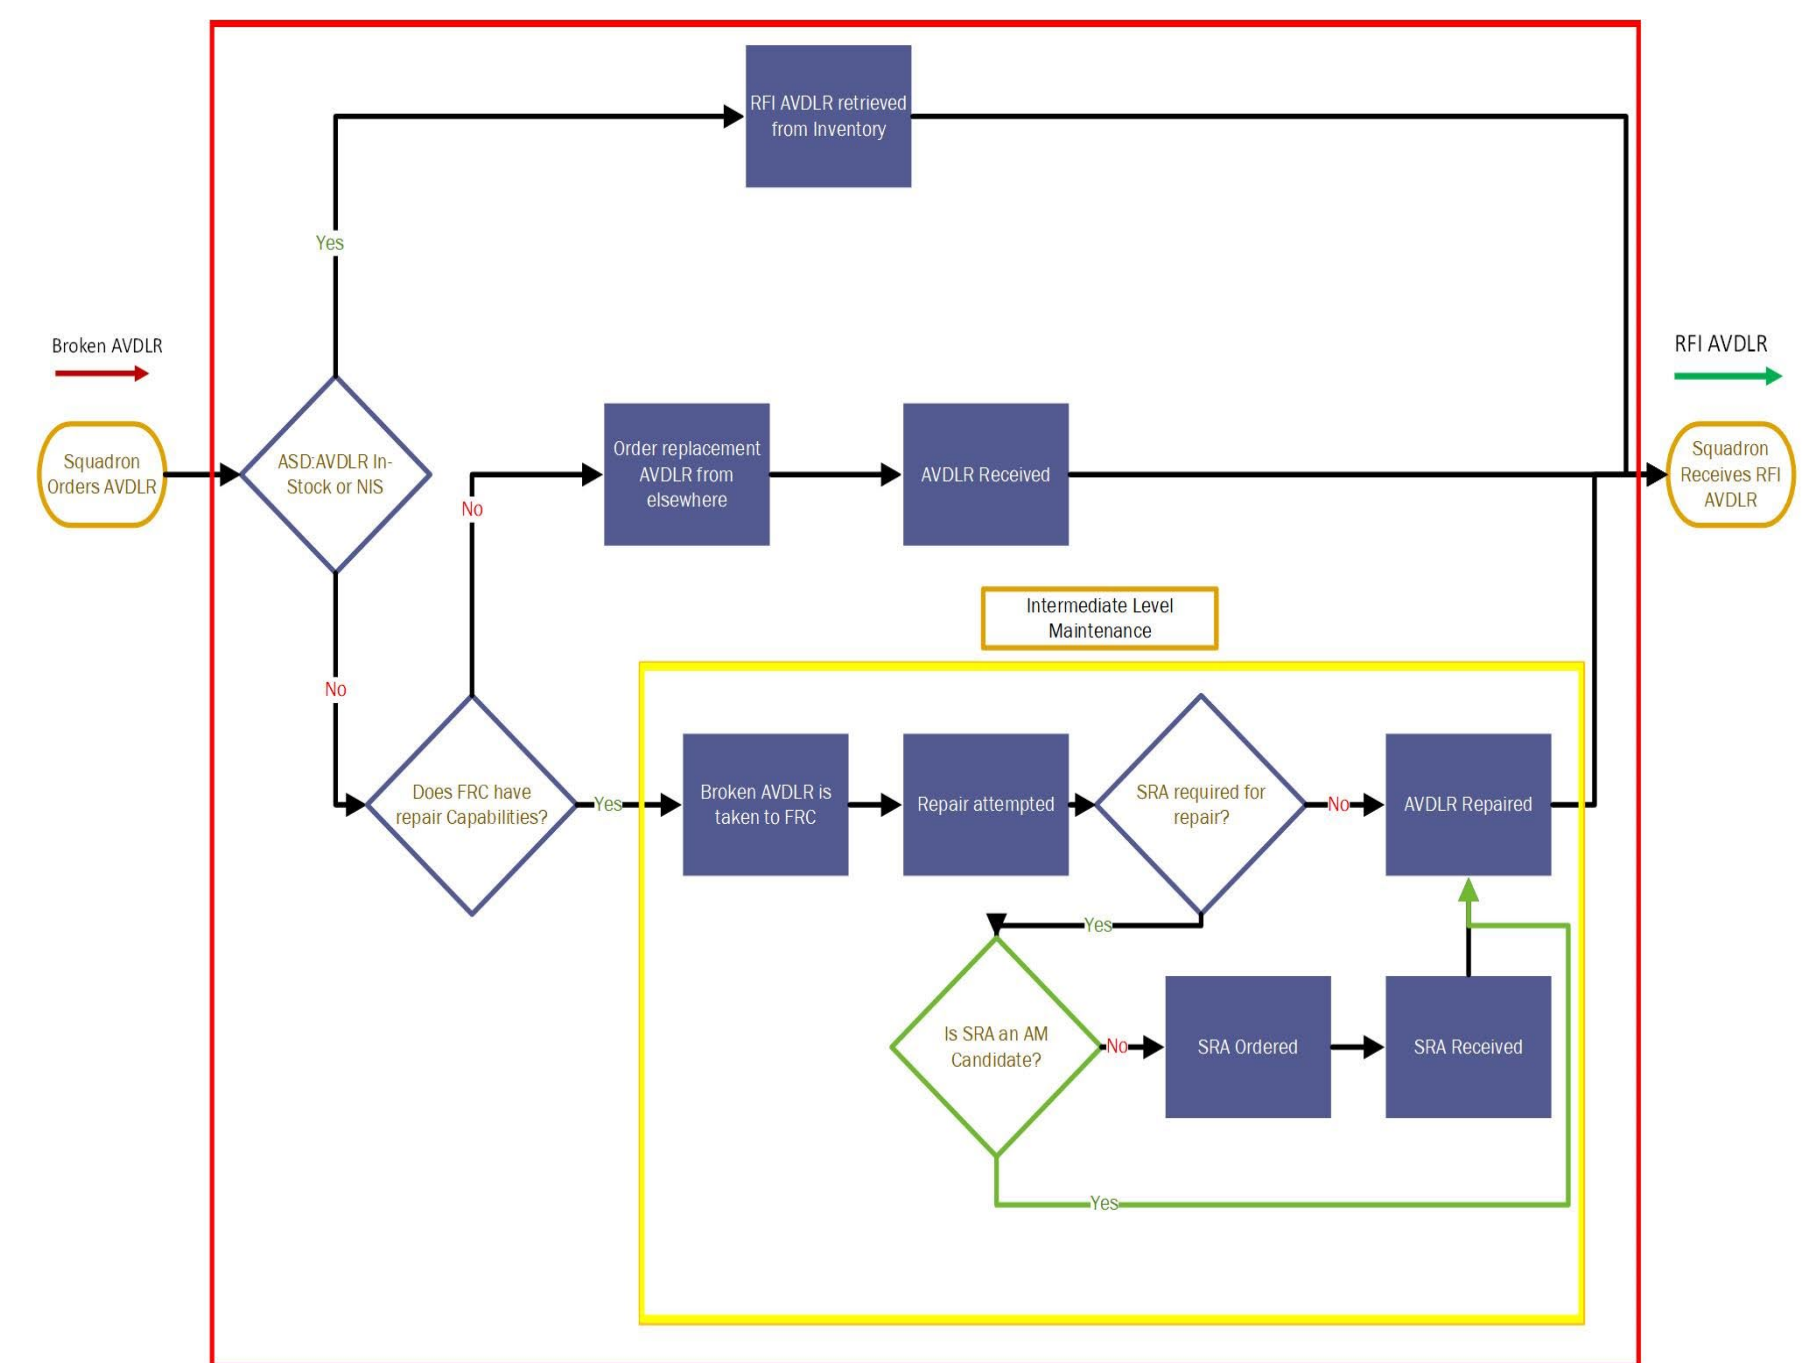 RFI AVDLR retrieved
from Inventory
Yes
Broken AVDLR
RFI AVDLR
Squadron
Orders AVDLR
ASD:AVDLR In-
Stock or NIS
No
Order replacement
AVDLR from
elsewhere
AVDLR Received
Squadron
Receives RFI
AVDLR
Intermediate Level
Maintenance
No
Does FRC have
repair Capabilities?
Yes
Broken AVDLR is
taken to FRC
Repair attempted
SRA required for
repair?
No
AVDLR Repaired
Yes
Is SRA an AM
Candidate?
No
SRA Ordered
SRA Received
Yes